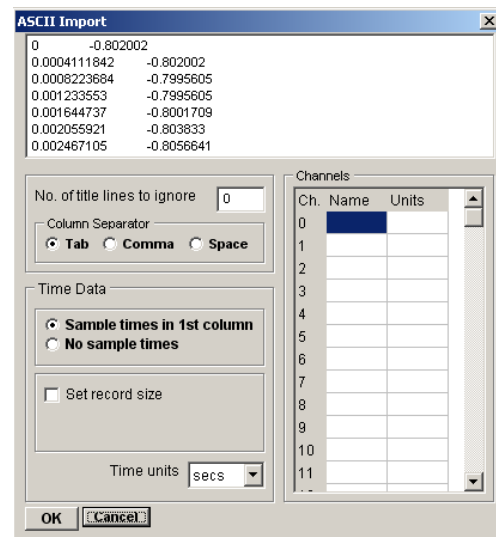 ASCII Import
0 -0.802002
0.0004111842 -0.802002
0.0008223684 -0.7995605
0.001233553 -0.7995605
0.001644737 -0.8001709
0.002055921 -0.803833
0.002467105 -0.8056641
No. of title lines to ignore 0
Column Separator
Tab Comma Space
Time Data
Sample times in 1st column
No sample times
Set record size
Time units secs
OK Cancel
Channels
Ch. Name Units
0
1
2
3
4
5
6
7
8
9
10
11